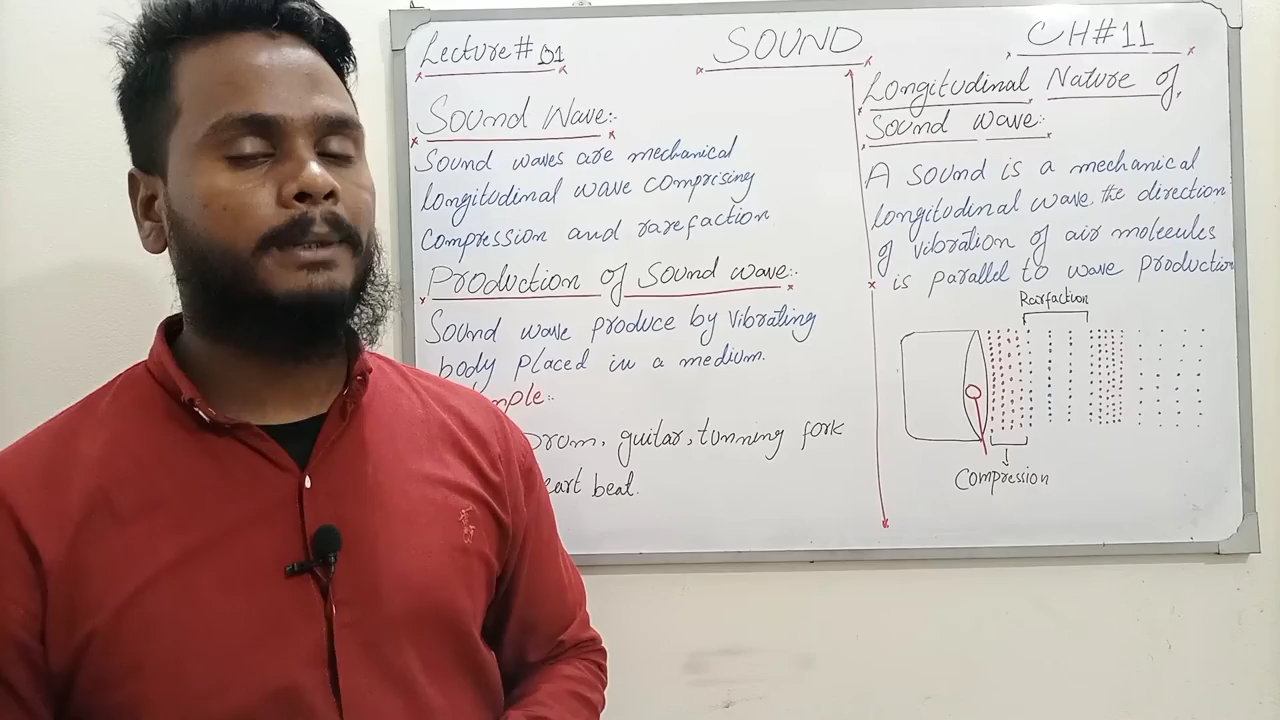 Lecture # 01
SOUND
CH # 11
Sound Wave:-
Sound waves are mechanical
longitudinal wave comprising
compression and rarefaction
Production of Sound wave:-
Sound wave produce by vibrating
body placed in a medium.
mple:-
Drum, guitar, tunning fork
eart beat.
Longitudinal Nature of
Sound wave:-
A sound is a mechanical
longitudinal wave, the direction
of vibration of air molecules
is parallel to wave production
Rarfaction
Compression